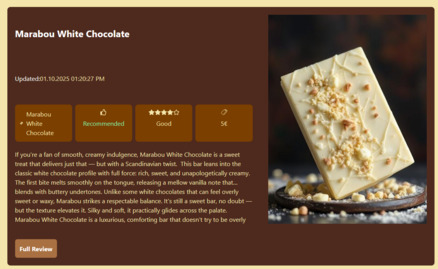 Marabou White Chocolate
Updated:01.10.2025 01:20:27 PM
Marabou
White
Chocolate
Recommended
Good
5€
If you're a fan of smooth, creamy indulgence, Marabou White Chocolate is a sweet
treat that delivers just that — but with a Scandinavian twist. This bar leans into the
classic white chocolate profile with full force: rich, sweet, and unapologetically creamy.
The first bite melts smoothly on the tongue, releasing a mellow vanilla note that...
blends with buttery undertones. Unlike some white chocolates that can feel overly
sweet or waxy, Marabou strikes a respectable balance. It's still a sweet bar, no doubt —
but the texture elevates it. Silky and soft, it practically glides across the palate.
Marabou White Chocolate is a luxurious, comforting bar that doesn't try to be overly
Full Review